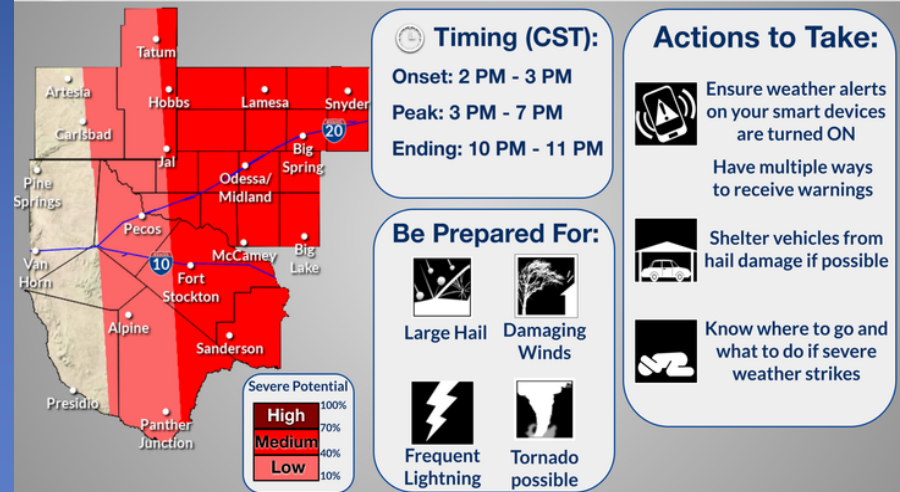 Tatum
Artesia
Hobbs
Lamesa
Snyder
Carlsbad
20
Jal
Big
Spring
Odessa/
Midland
Pine
Springs
Pecos
McCamey
Big
Lake
Van
Horn
10
Fort
Stockton
Alpine
Sanderson
Presidio
Panther
Junction
Severe Potential
High
100%
70%
Medium
40%
Low
10%
Timing (CST):
Onset: 2 PM - 3 PM
Peak: 3 PM - 7 PM
Ending: 10 PM - 11 PM
Be Prepared For:
Large Hail
Damaging
Winds
Frequent
Lightning
Tornado
possible
Actions to Take:
Ensure weather alerts
on your smart devices
are turned ON
Have multiple ways
to receive warnings
Shelter vehicles from
hail damage if possible
Know where to go and
what to do if severe
weather strikes